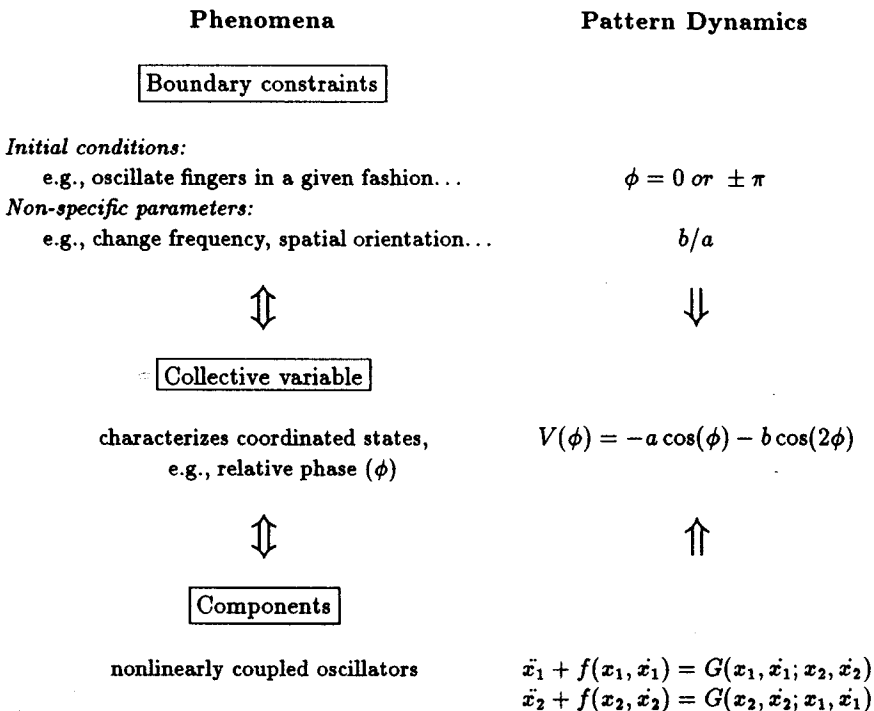 Phenomena Pattern Dynamics
Boundary constraints
Initial conditions:
e.g., oscillate fingers in a given fashion... ϕ = 0 or ± π
Non-specific parameters:
e.g., change frequency, spatial orientation... b/a
⇕ ⇓
Collective variable
characterizes coordinated states, V(ϕ) = −a cos(ϕ) − b cos(2ϕ)
e.g., relative phase (ϕ)
⇕ ⇑
Components
nonlinearly coupled oscillators ẍ₁ + f(x₁, ẋ₁) = G(x₁, ẋ₁; x₂, ẋ₂)
ẍ₂ + f(x₂, ẋ₂) = G(x₂, ẋ₂; x₁, ẋ₁)